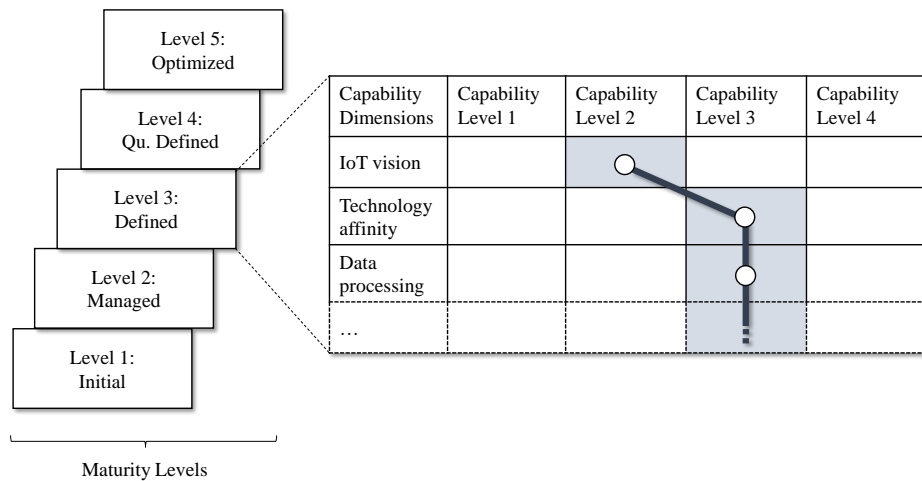 Level 5:
Optimized
Level 4:
Qu. Defined
Level 3:
Defined
Level 2:
Managed
Level 1:
Initial
Maturity Levels
Capability
Dimensions
Capability
Level 1
Capability
Level 2
Capability
Level 3
Capability
Level 4
IoT vision
Technology
affinity
Data
processing
…